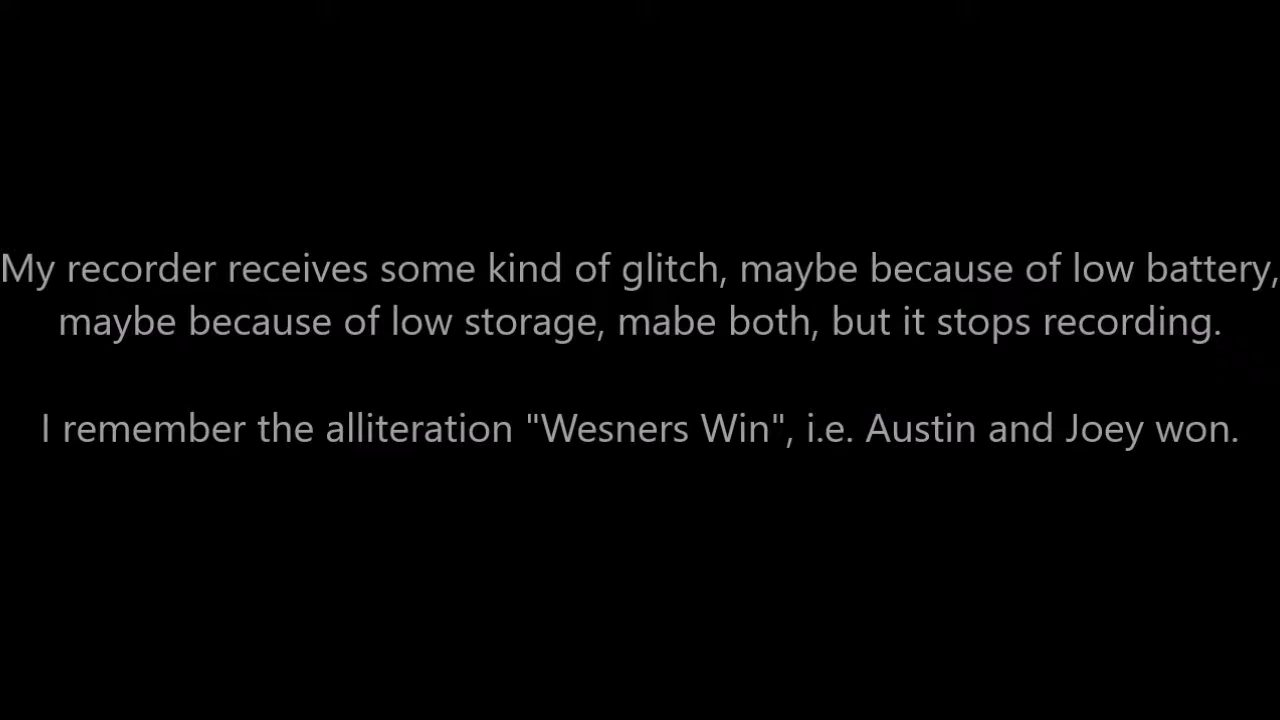 My recorder receives some kind of glitch, maybe because of low battery,
maybe because of low storage, mabe both, but it stops recording.
I remember the alliteration "Wesners Win", i.e. Austin and Joey won.